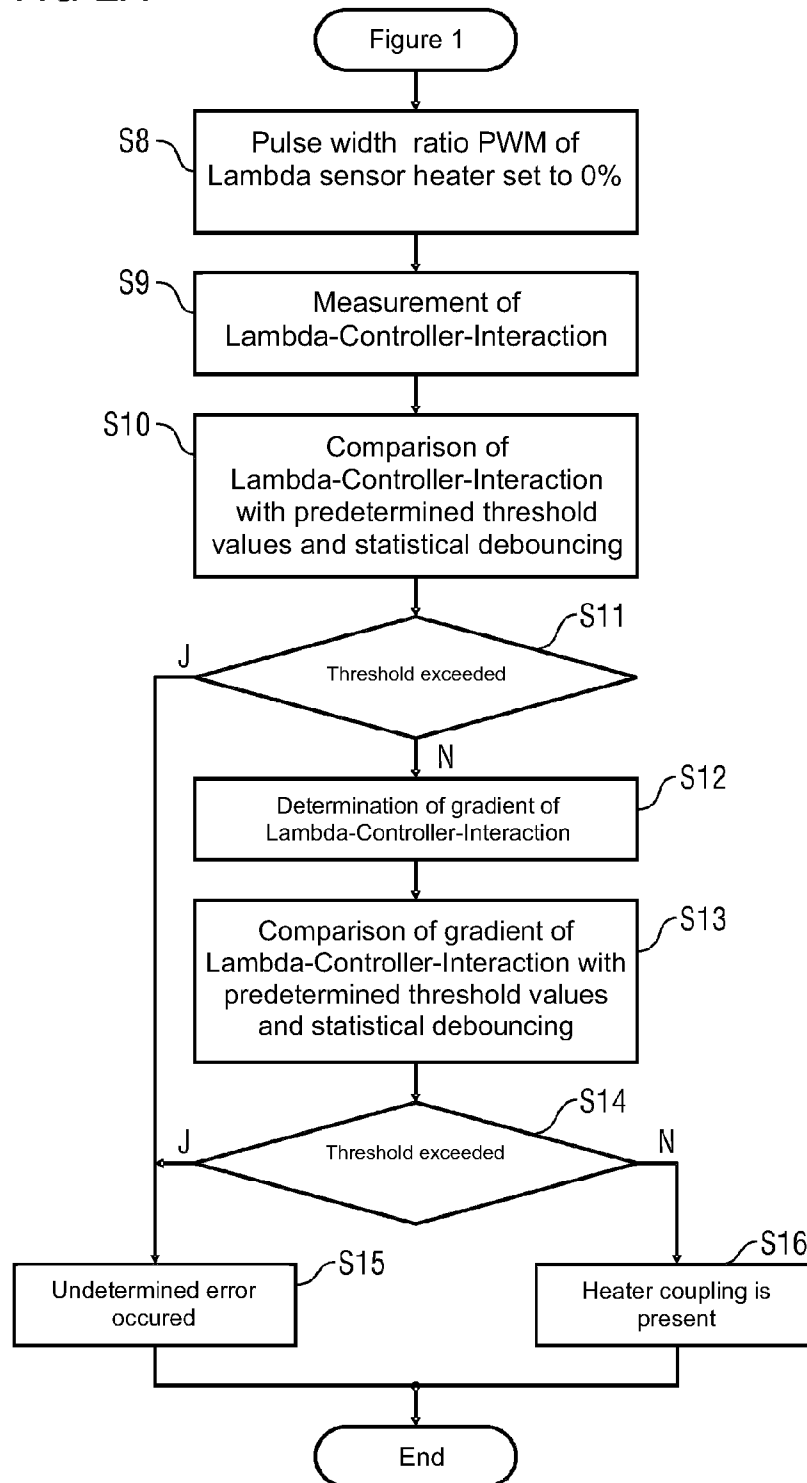 Figure 1
S8
Pulse width ratio PWM of
Lambda sensor heater set to 0%
S9
Measurement of
Lambda-Controller-Interaction
S10
Comparison of
Lambda-Controller-Interaction
with predetermined threshold
values and statistical debouncing
S11
J
Threshold exceeded
N
S12
Determination of gradient of
Lambda-Controller-Interaction
S13
Comparison of gradient of
Lambda-Controller-Interaction with
predetermined threshold values
and statistical debouncing
S14
J
Threshold exceeded
N
S15
Undetermined error
occured
S16
Heater coupling is
present
End